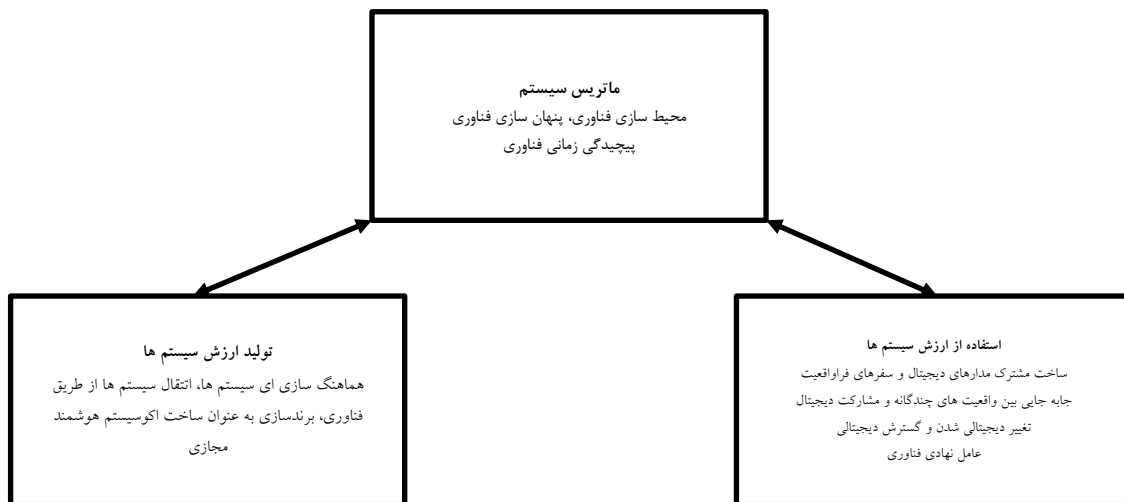 ماتریس سیستم
محیط سازی فناوری، پنهان سازی فناوری
پیچیدگی زمانی فناوری
استفاده از ارزش سیستم ها
ساخت مشترک مدارهای دیجیتال و سفرهای فراواقعیت
جابه جایی بین واقعیت های چندگانه و مشارکت دیجیتال
تغییر دیجیتالی شدن و گسترش دیجیتالی
عامل نهادی فناوری
تولید ارزش سیستم ها
هماهنگ سازی ای سیستم ها، اتتقال سیستم ها از طریق
فناوری، برندسازی به عنوان ساخت اکوسیستم هوشمند
مجازی